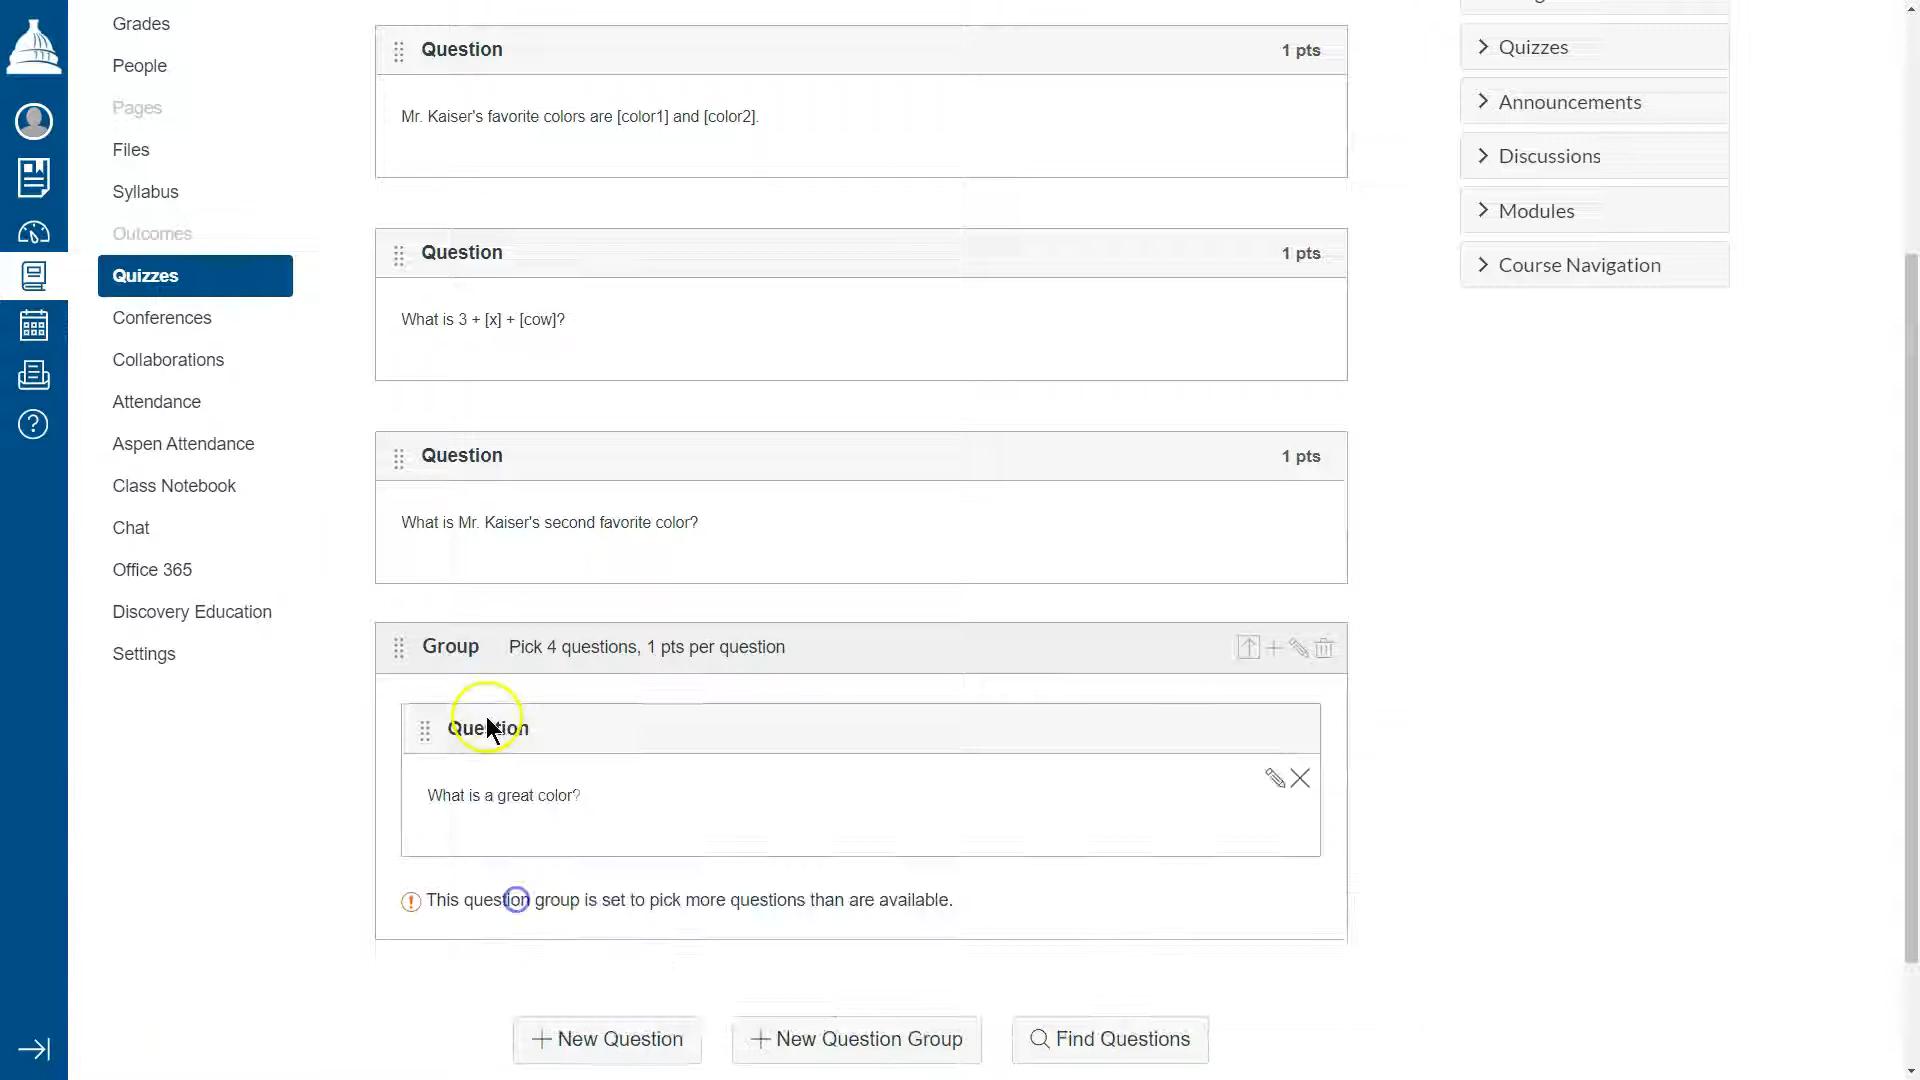 Grades
People
Pages
Files
Syllabus
Outcomes
Quizzes
Conferences
Collaborations
Attendance
Aspen Attendance
Class Notebook
Chat
Office 365
Discovery Education
Settings
Question 1 pts
Mr. Kaiser's favorite colors are [color1] and [color2].
Question 1 pts
What is 3 + [x] + [cow]?
Question 1 pts
What is Mr. Kaiser's second favorite color?
Group Pick 4 questions, 1 pts per question
Question
What is a great color?
This question group is set to pick more questions than are available.
New Question
New Question Group
Find Questions
Quizzes
Announcements
Discussions
Modules
Course Navigation